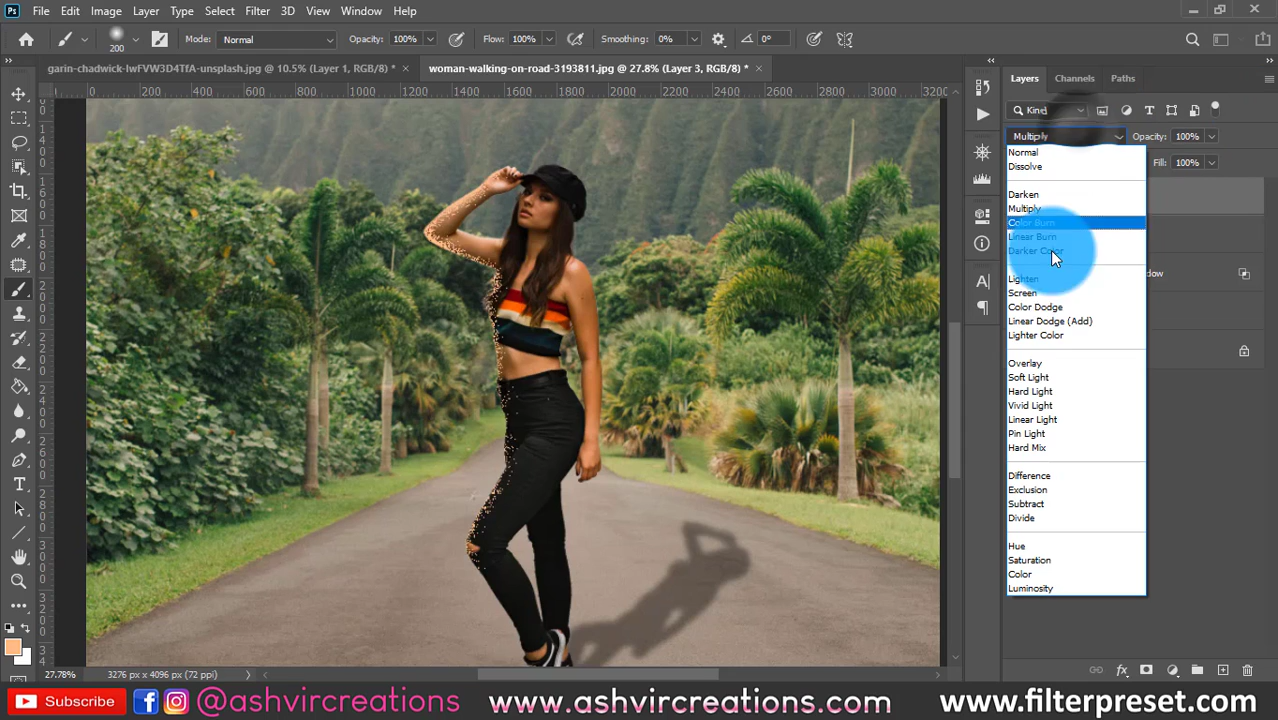 Ps File Edit Image Layer Type Select Filter 3D View Window Help
200 Mode: Normal Opacity: 100% Flow: 100% Smoothing: 0% 0°
garin-chadwick-IwFVW3D4TfA-unsplash.jpg @ 10.5% (Layer 1, RGB/8) * × woman-walking-on-road-3193811.jpg @ 27.8% (Layer 3, RGB/8) * ×
0 200 400 600 800 1000 1200 1400 1600 1800 2000 2200 2400 2600 2800 3000 3200
Layers Channels Paths
Kind
Multiply Opacity: 100%
Fill: 100%
Normal
Dissolve
Darken
Multiply
Color Burn
Linear Burn
Darker Color
Lighten
Screen
Color Dodge
Linear Dodge (Add)
Lighter Color
Overlay
Soft Light
Hard Light
Vivid Light
Linear Light
Pin Light
Hard Mix
Difference
Exclusion
Subtract
Divide
Hue
Saturation
Color
Luminosity
27.78% 3276 px x 4096 px (72 ppi)
Subscribe @ashvircreations www.ashvircreations.com www.filterpreset.com